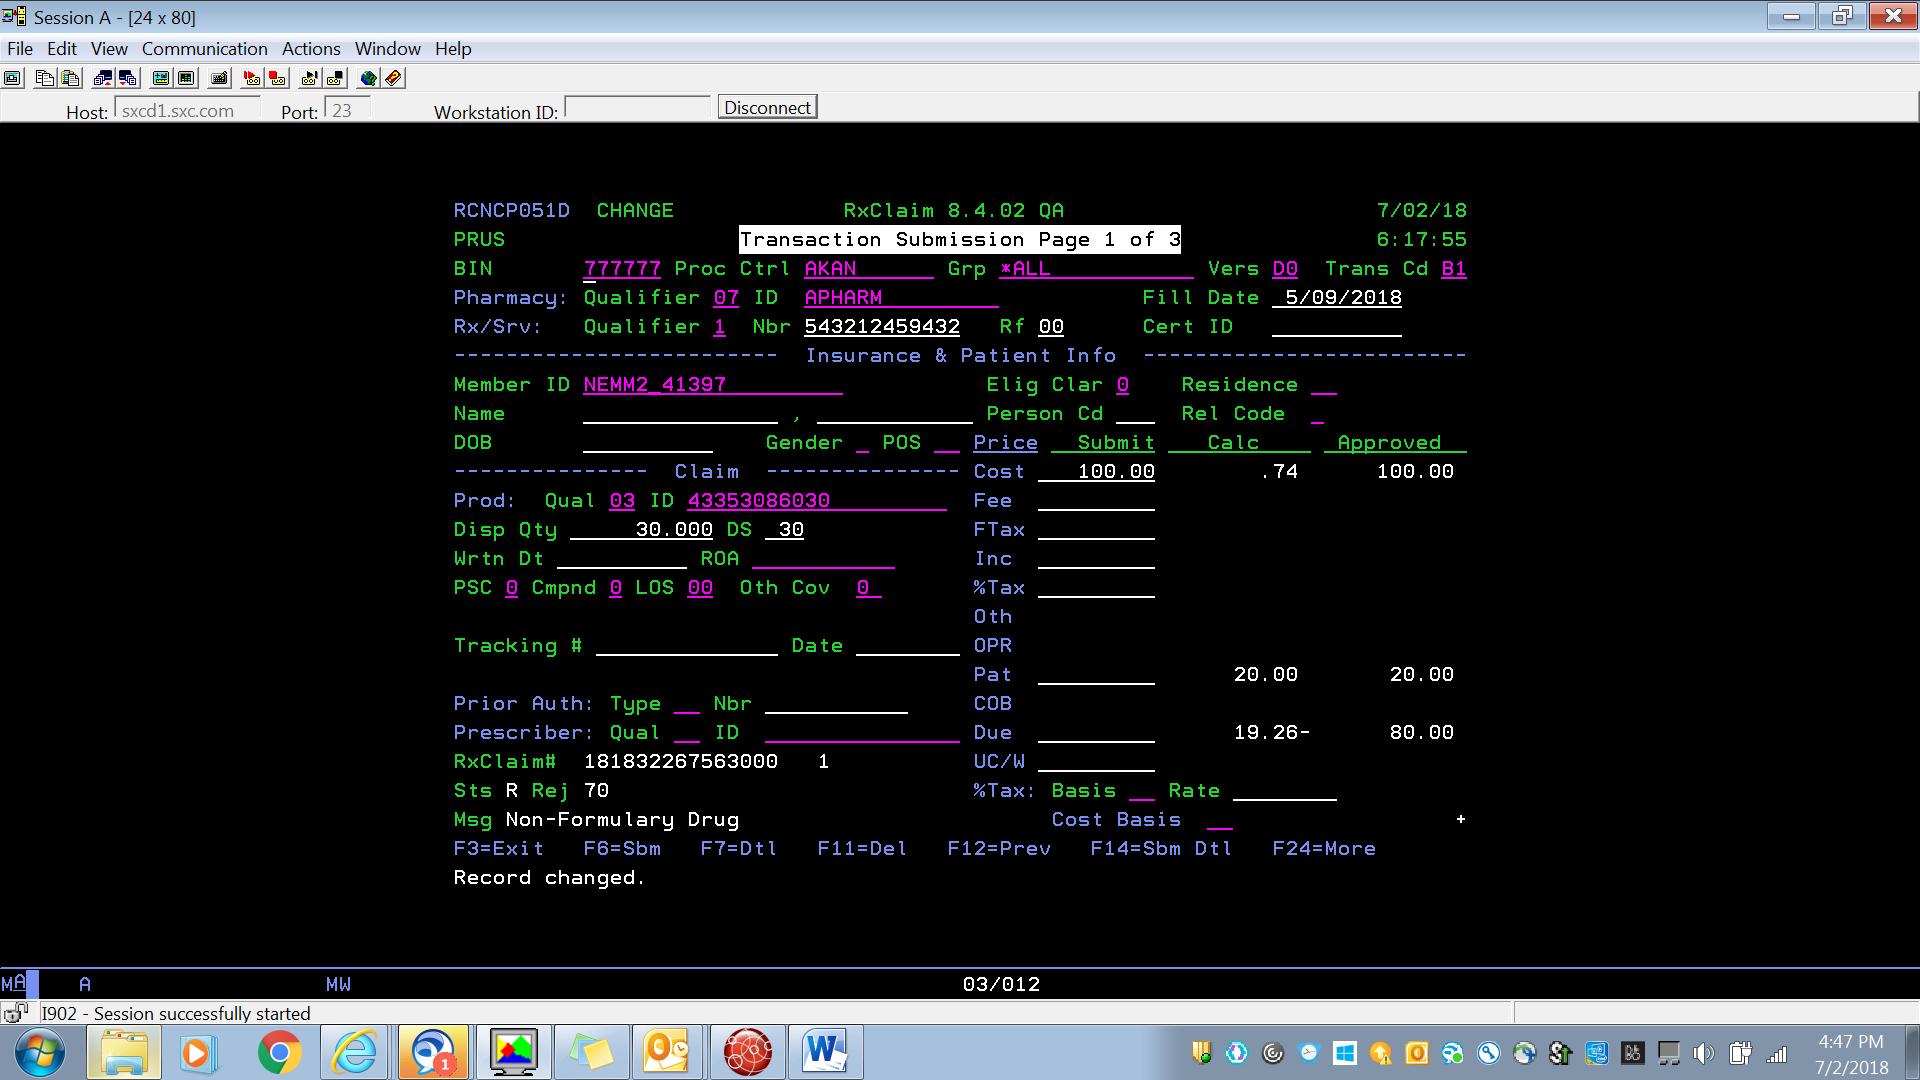 Session A - [24 x 80]
File Edit View Communication Actions Window Help
Host: sxcd1.sxc.com Port: 23 Workstation ID: Disconnect
RCNCP051D CHANGE RxClaim 8.4.02 QA 7/02/18
PRUS Transaction Submission Page 1 of 3 6:17:55
BIN 777777 Proc Ctrl AKAN Grp *ALL Vers D0 Trans Cd B1
Pharmacy: Qualifier 07 ID APHARM Fill Date 5/09/2018
Rx/Srv: Qualifier 1 Nbr 543212459432 Rf 00 Cert ID
------------------------- Insurance & Patient Info -------------------------
Member ID NEMM2_41397 Elig Clar 0 Residence
Name , Person Cd Rel Code
DOB Gender POS Price Submit Calc Approved
--------------- Claim --------------- Cost 100.00 .74 100.00
Prod: Qual 03 ID 43353086030 Fee
Disp Qty 30.000 DS 30 FTax
Wrtn Dt ROA Inc
PSC 0 Cmpnd 0 LOS 00 Oth Cov 0 %Tax
Oth
Tracking # Date OPR
Pat 20.00 20.00
Prior Auth: Type Nbr COB
Prescriber: Qual ID Due 19.26- 80.00
RxClaim# 181832267563000 1 UC/W
Sts R Rej 70 %Tax: Basis Rate
Msg Non-Formulary Drug Cost Basis +
F3=Exit F6=Sbm F7=Dtl F11=Del F12=Prev F14=Sbm Dtl F24=More
Record changed.
MA A MW 03/012
I902 - Session successfully started
1
4:47 PM
7/2/2018